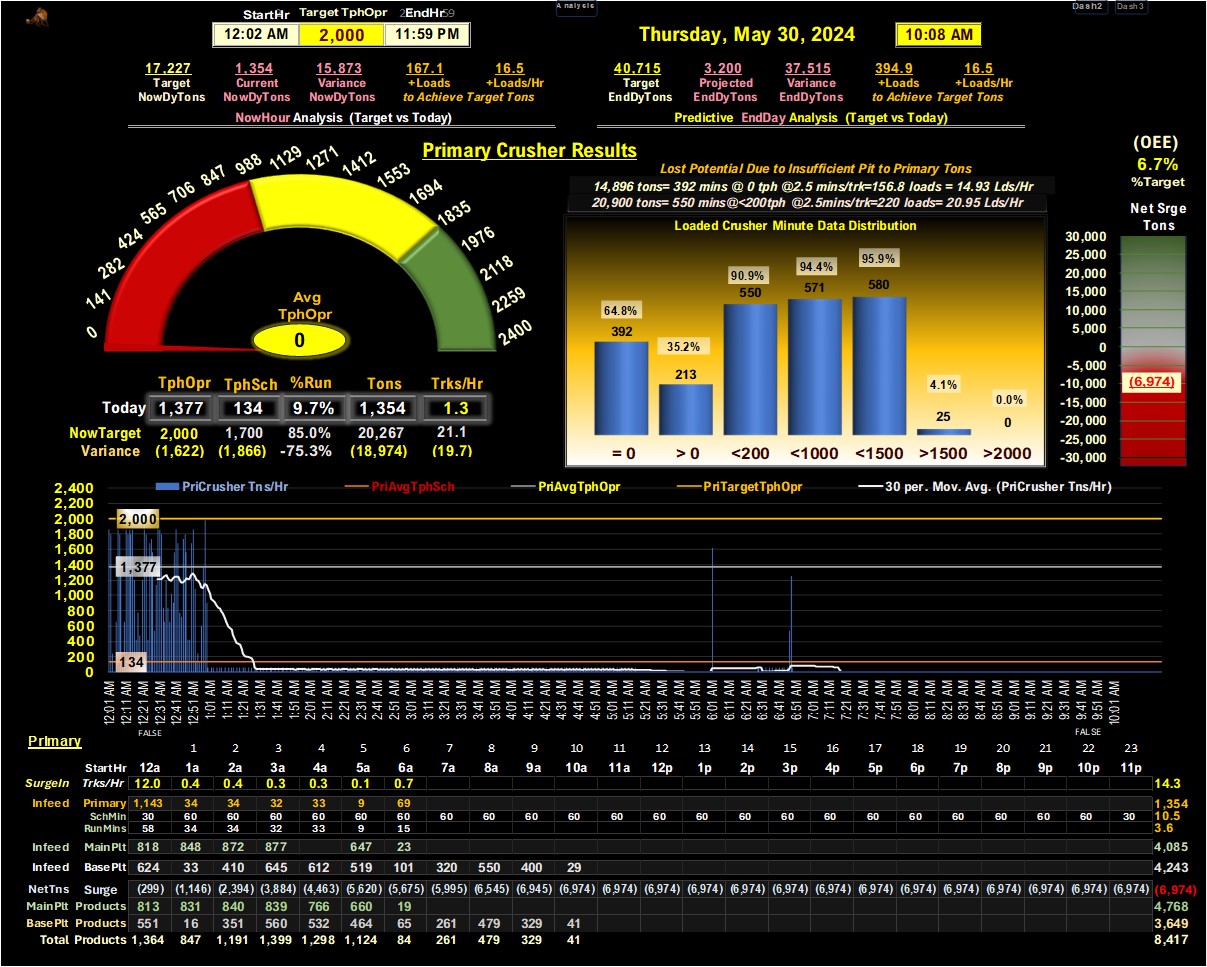 Analysis
Dash2 Dash3
StartHr Target TphOpr EndHr
12:02 AM 2,000 11:59 PM
Thursday, May 30, 2024 10:08 AM
17,227 1,354 15,873 167.1 16.5
Target Current Variance +Loads +Loads/Hr
NowDyTons NowDyTons NowDyTons to Achieve Target Tons
NowHour Analysis (Target vs Today)
40,715 3,200 37,515 394.9 16.5
Target Projected Variance +Loads +Loads/Hr
EndDyTons EndDyTons EndDyTons to Achieve Target Tons
Predictive EndDay Analysis (Target vs Today)
Primary Crusher Results
0 141 282 424 565 706 847 988 1129 1271 1412 1553 1694 1835 1976 2118 2259 2400
Avg
TphOpr
0
TphOpr TphSch %Run Tons Trks/Hr
Today 1,377 134 9.7% 1,354 1.3
NowTarget 2,000 1,700 85.0% 20,267 21.1
Variance (1,622) (1,866) -75.3% (18,974) (19.7)
Lost Potential Due to Insufficient Pit to Primary Tons
14,896 tons= 392 mins @ 0 tph @2.5 mins/trk=156.8 loads = 14.93 Lds/Hr
20,900 tons= 550 mins@<200tph @2.5mins/trk=220 loads= 20.95 Lds/Hr
Loaded Crusher Minute Data Distribution
64.8% 35.2% 90.9% 94.4% 95.9% 4.1% 0.0%
392 213 550 571 580 25 0
= 0 > 0 <200 <1000 <1500 >1500 >2000
(OEE)
6.7%
%Target
Net Srge
Tons
30,000
25,000
20,000
15,000
10,000
5,000
0
-5,000
-10,000
-15,000
-20,000
-25,000
-30,000
(6,974)
PriCrusher Tns/Hr PriAvgTphSch PriAvgTphOpr PriTargetTphOpr 30 per. Mov. Avg. (PriCrusher Tns/Hr)
2,400
2,200
2,000
1,800
1,600
1,400
1,200
1,000
800
600
400
200
0
2,000
1,377
134
12:01 AM 12:11 AM 12:21 AM 12:31 AM 12:41 AM 12:51 AM 1:01 AM 1:11 AM 1:21 AM 1:31 AM 1:41 AM 1:51 AM 2:01 AM 2:11 AM 2:21 AM 2:31 AM 2:41 AM 2:51 AM 3:01 AM 3:11 AM 3:21 AM 3:31 AM 3:41 AM 3:51 AM 4:01 AM 4:11 AM 4:21 AM 4:31 AM 4:41 AM 4:51 AM 5:01 AM 5:11 AM 5:21 AM 5:31 AM 5:41 AM 5:51 AM 6:01 AM 6:11 AM 6:21 AM 6:31 AM 6:41 AM 6:51 AM 7:01 AM 7:11 AM 7:21 AM 7:31 AM 7:41 AM 7:51 AM 8:01 AM 8:11 AM 8:21 AM 8:31 AM 8:41 AM 8:51 AM 9:01 AM 9:11 AM 9:21 AM 9:31 AM 9:41 AM 9:51 AM 10:01 AM
FALSE FALSE
Primary 1 2 3 4 5 6 7 8 9 10 11 12 13 14 15 16 17 18 19 20 21 22 23
StartHr 12a 1a 2a 3a 4a 5a 6a 7a 8a 9a 10a 11a 12p 1p 2p 3p 4p 5p 6p 7p 8p 9p 10p 11p
SurgeIn Trks/Hr 12.0 0.4 0.4 0.3 0.3 0.1 0.7 14.3
Infeed Primary 1,143 34 34 32 33 9 69 1,354
SchMin 30 60 60 60 60 60 60 60 60 60 60 60 60 60 60 60 60 60 60 60 60 60 60 30 10.5
RunMins 58 34 34 32 33 9 15 3.6
Infeed MainPlt 818 848 872 877 647 23 4,085
Infeed BasePlt 624 33 410 645 612 519 101 320 550 400 29 4,243
NetTns Surge (299) (1,146) (2,394) (3,884) (4,463) (5,620) (5,675) (5,995) (6,545) (6,945) (6,974) (6,974) (6,974) (6,974) (6,974) (6,974) (6,974) (6,974) (6,974) (6,974) (6,974) (6,974) (6,974) (6,974) (6,974)
MainPlt Products 813 831 840 839 766 660 19 4,768
BasePlt Products 551 16 351 560 532 464 65 261 479 329 41 3,649
Total Products 1,364 847 1,191 1,399 1,298 1,124 84 261 479 329 41 8,417